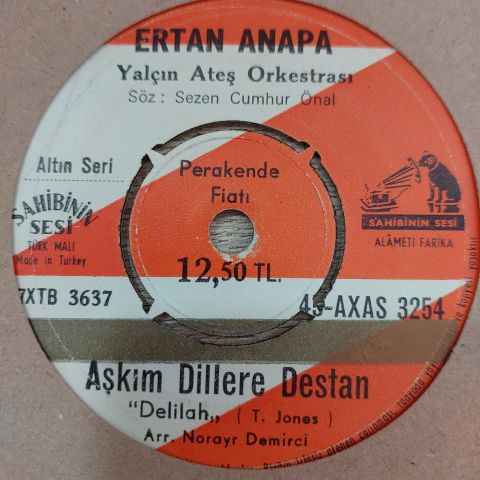 ERTAN ANAPA
Yalçın Ateş Orkestrası
Söz : Sezen Cumhur Önal
Altın Seri
Perakende
Fiatı
12,50 TL.
SAHİBİNİN
SESİ
TÜRK MALI
Made in Turkey
SAHİBİNİN SESİ
ALÂMETİ FARİKA
7XTB 3637
45-AXAS 3254
Aşkım Dillere Destan
"Delilah„ ( T. Jones )
Arr. Norayr Demirci